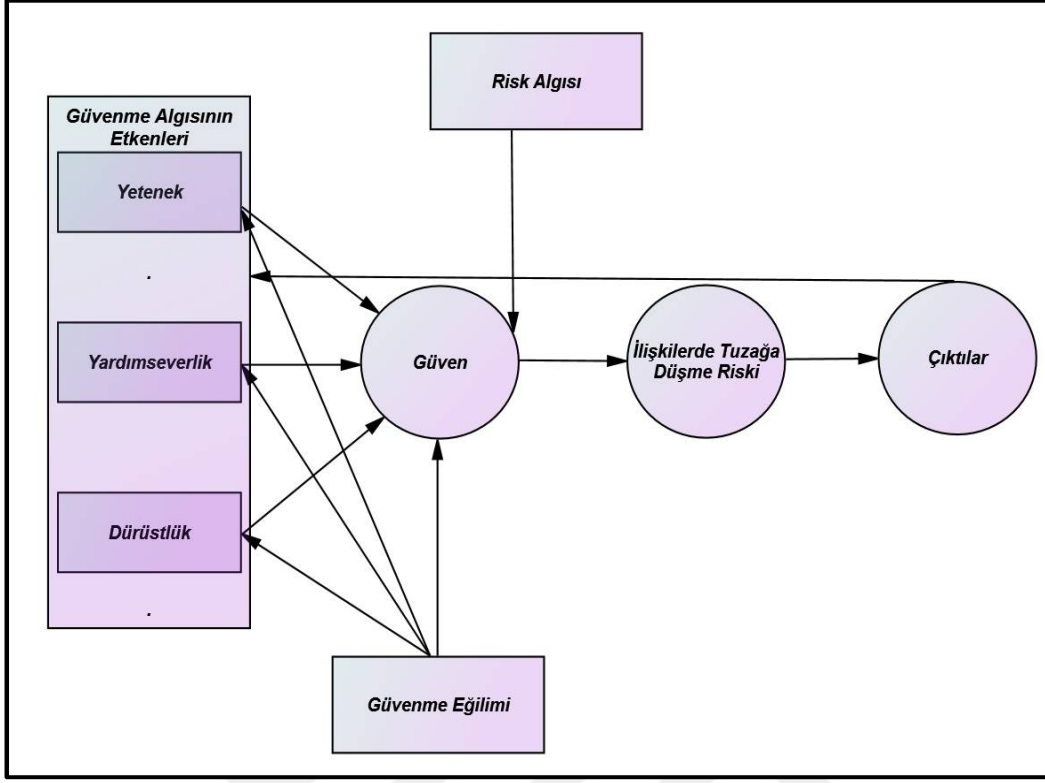 Risk Algısı
Güvenme Algısının
Etkenleri
Yetenek
.
Yardımseverlik
Güven
İlişkilerde Tuzağa
Düşme Riski
Çıktılar
Dürüstlük
.
Güvenme Eğilimi